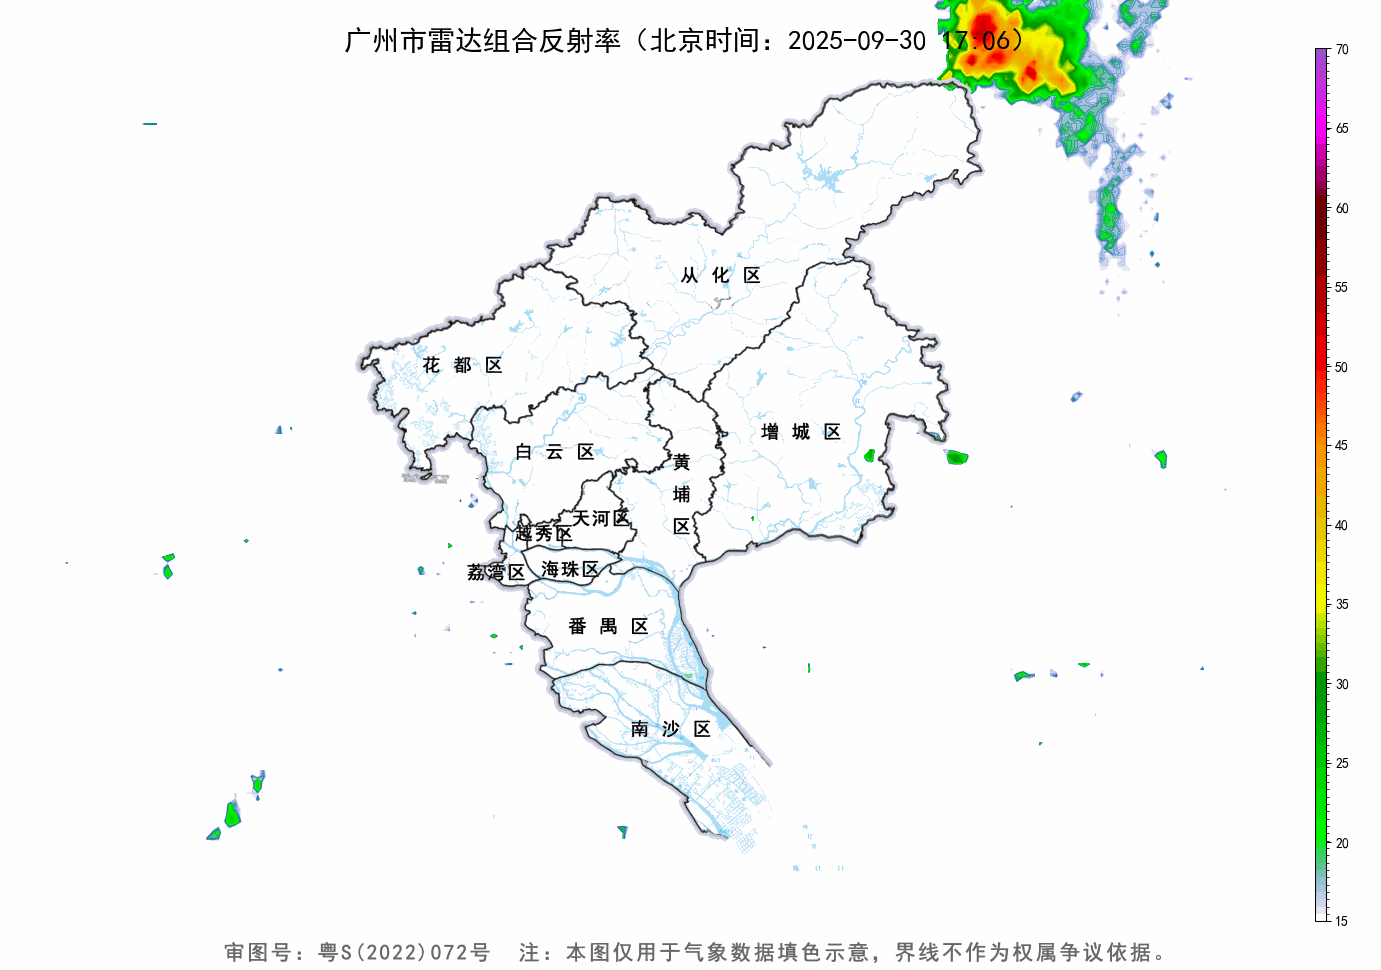 广州市雷达组合反射率（北京时间：2025-09-30 17:06）
70
65
60
55
50
45
40
35
30
25
20
15
从化区
花都区
增城区
白云区
黄埔区
天河区
越秀区
荔湾区
海珠区
番禺区
南沙区
审图号：粤S(2022)072号 注：本图仅用于气象数据填色示意，界线不作为权属争议依据。